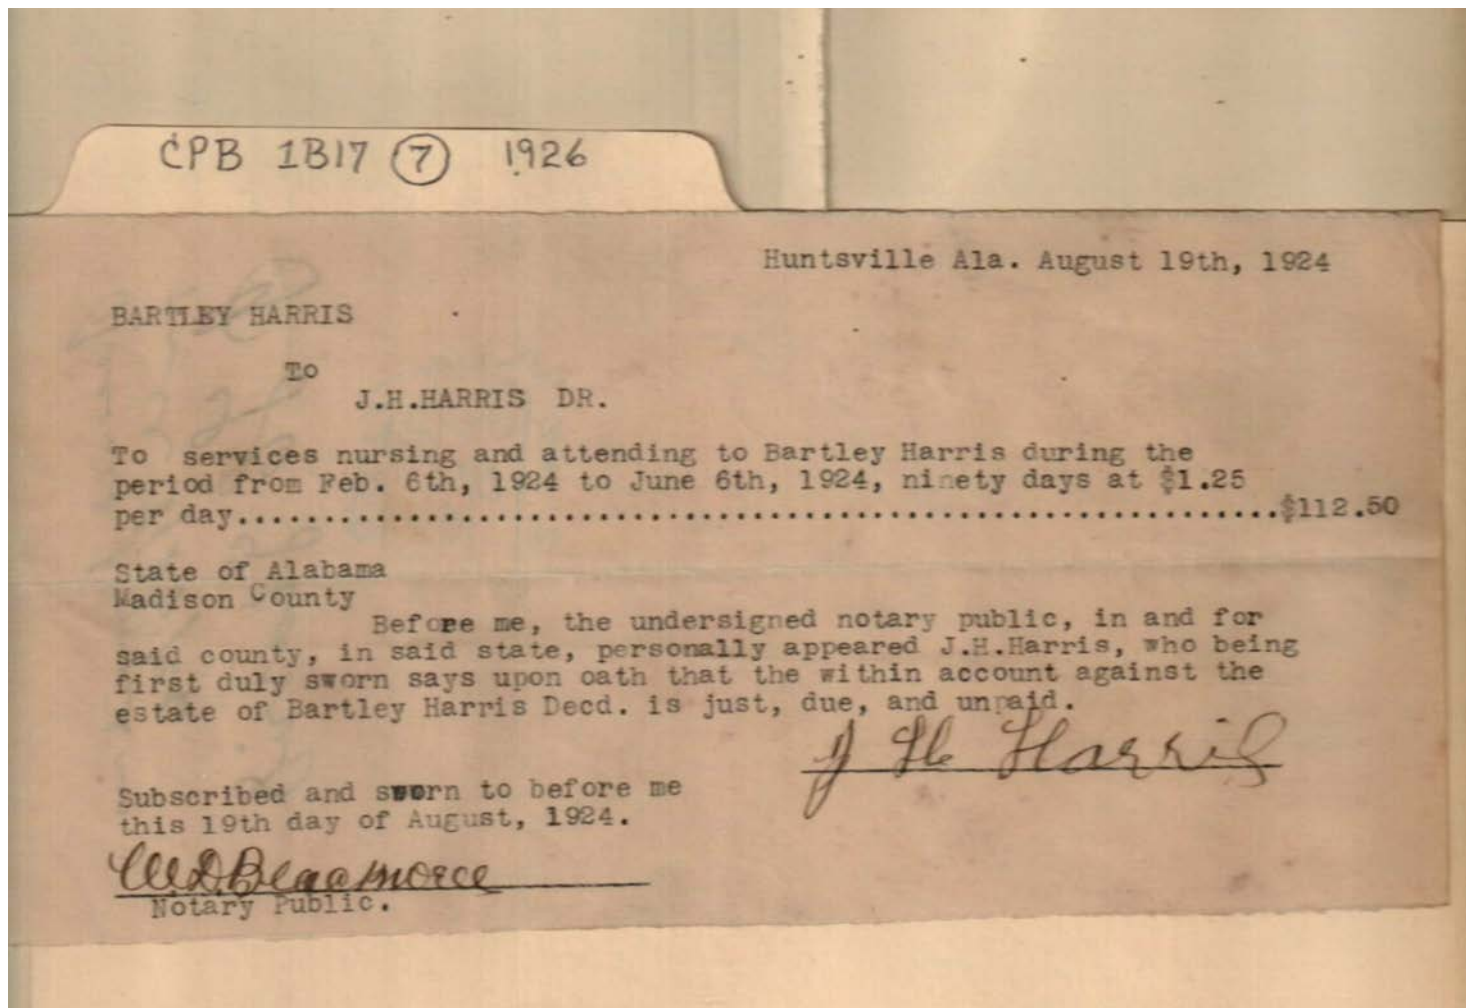 CPB 1B17 7 1926
Huntsville Ala. August 19th, 1924
BARTLEY HARRIS
To
J.H.HARRIS DR.
To services nursing and attending to Bartley Harris during the
period from Feb. 6th, 1924 to June 6th, 1924, ninety days at $1.25
per day..........................................................................$112.50
State of Alabama
Madison County
Before me, the undersigned notary public, in and for
said county, in said state, personally appeared J.H.Harris, who being
first duly sworn says upon oath that the within account against the
estate of Bartley Harris Decd. is just, due, and unpaid.
J H Harris
Subscribed and sworn to before me
this 19th day of August, 1924.
Notary Public.